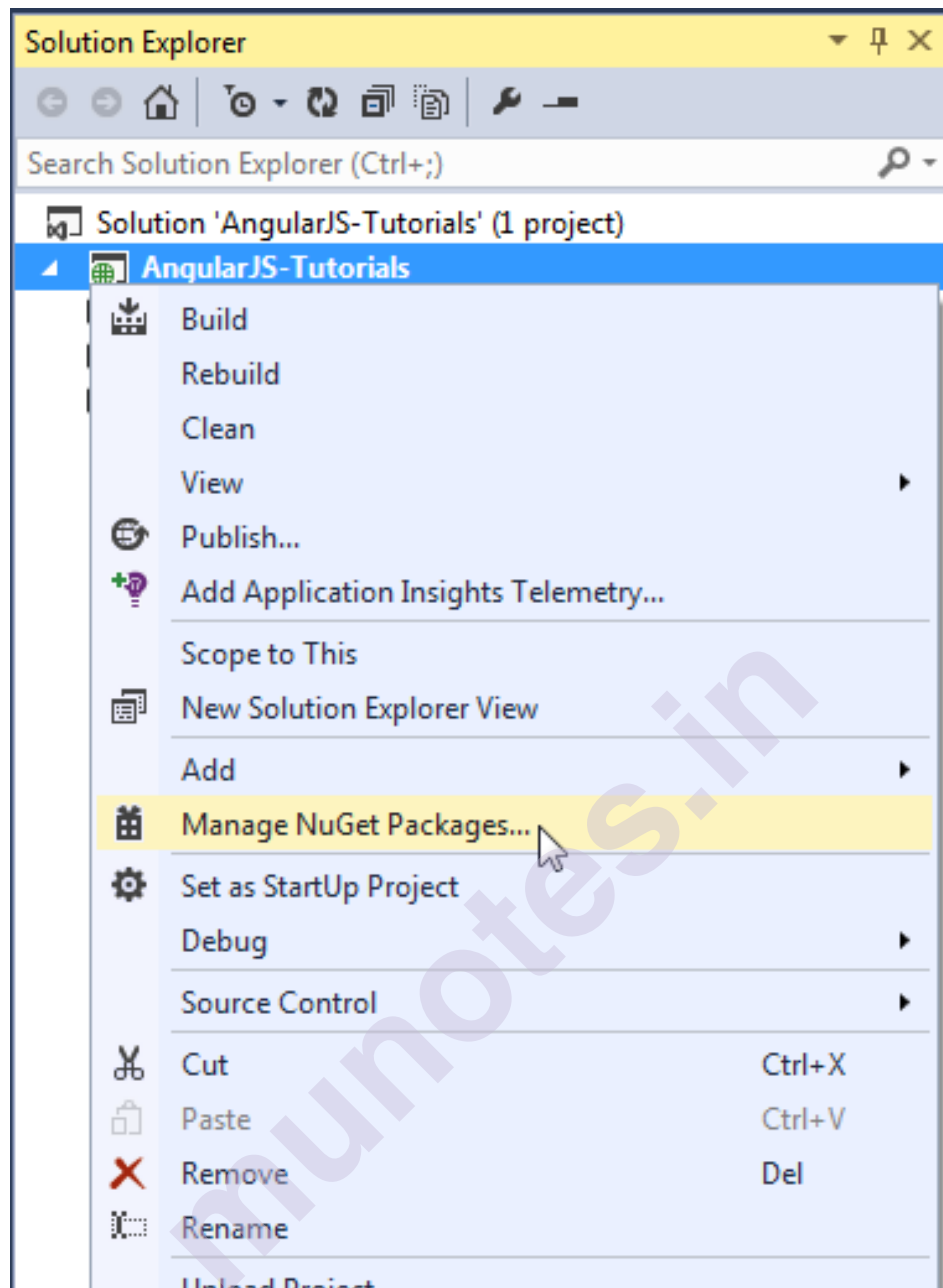 Solution Explorer
Search Solution Explorer (Ctrl+;)
Solution 'AngularJS-Tutorials' (1 project)
AngularJS-Tutorials
Build
Rebuild
Clean
View
Publish...
Add Application Insights Telemetry...
Scope to This
New Solution Explorer View
Add
Manage NuGet Packages...
Set as StartUp Project
Debug
Source Control
Cut Ctrl+X
Paste Ctrl+V
Remove Del
Rename
Upload Project
munotes.in